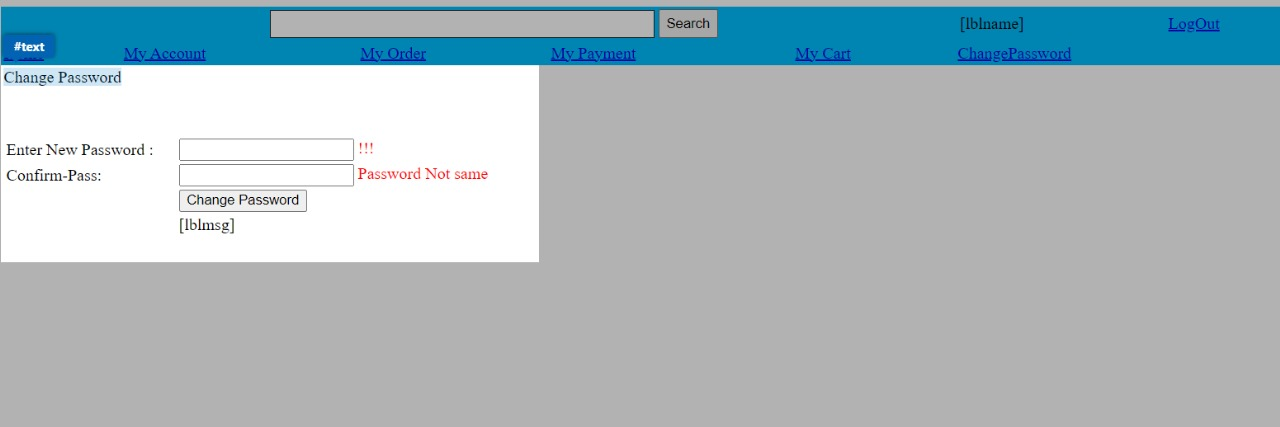 Search [lblname] LogOut
#text
My Account My Order My Payment My Cart ChangePassword
Change Password
Enter New Password : !!!
Confirm-Pass: Password Not same
Change Password
[lblmsg]